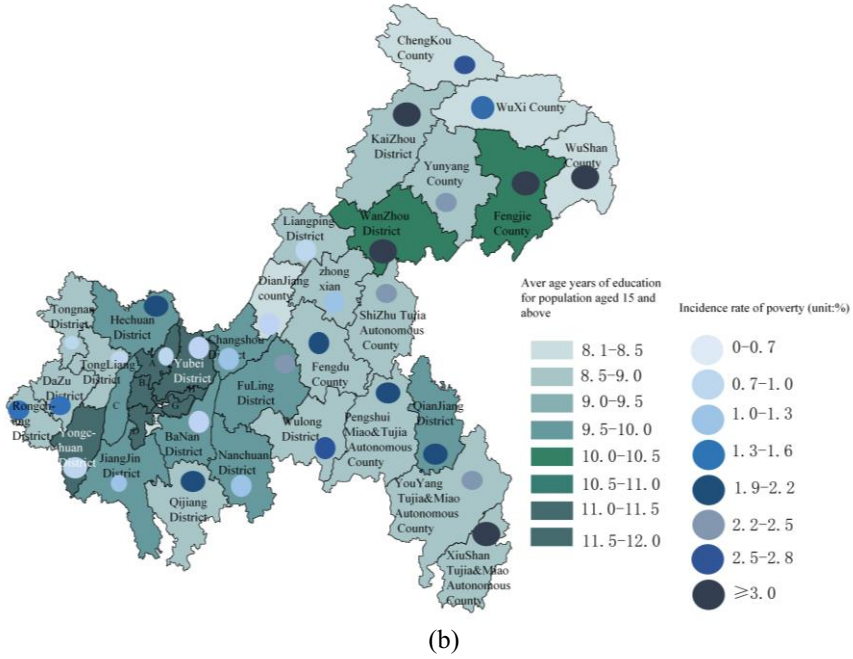 ChengKou
County
WuXi County
KaiZhou
District
WuShan
County
Yunyang
County
Fengjie
County
WanZhou
District
Liangping
District
DianJiang
county
zhong
xian
ShiZhu Tujia
Autonomous
County
Tongnan
District
Hechuan
District
Changshou
District
Yubei
District
TongLiang
District
DaZu
District
Rongch-
ang
District
Yongc-
huan
District
FuLing
District
Fengdu
County
A
B
C
D
G
BaNan
District
JiangJin
District
Nanchuan
District
Qijiang
District
Wulong
District
Pengshui
Miao&Tujia
Autonomous
County
QianJiang
District
YouYang
Tujia&Miao
Autonomous
County
XiuShan
Tujia&Miao
Autonomous
County
Aver age years of education
for population aged 15 and
above
8.1-8.5
8.5-9.0
9.0-9.5
9.5-10.0
10.0-10.5
10.5-11.0
11.0-11.5
11.5-12.0
Incidence rate of poverty (unit:%)
0-0.7
0.7-1.0
1.0-1.3
1.3-1.6
1.9-2.2
2.2-2.5
2.5-2.8
≥3.0
(b)